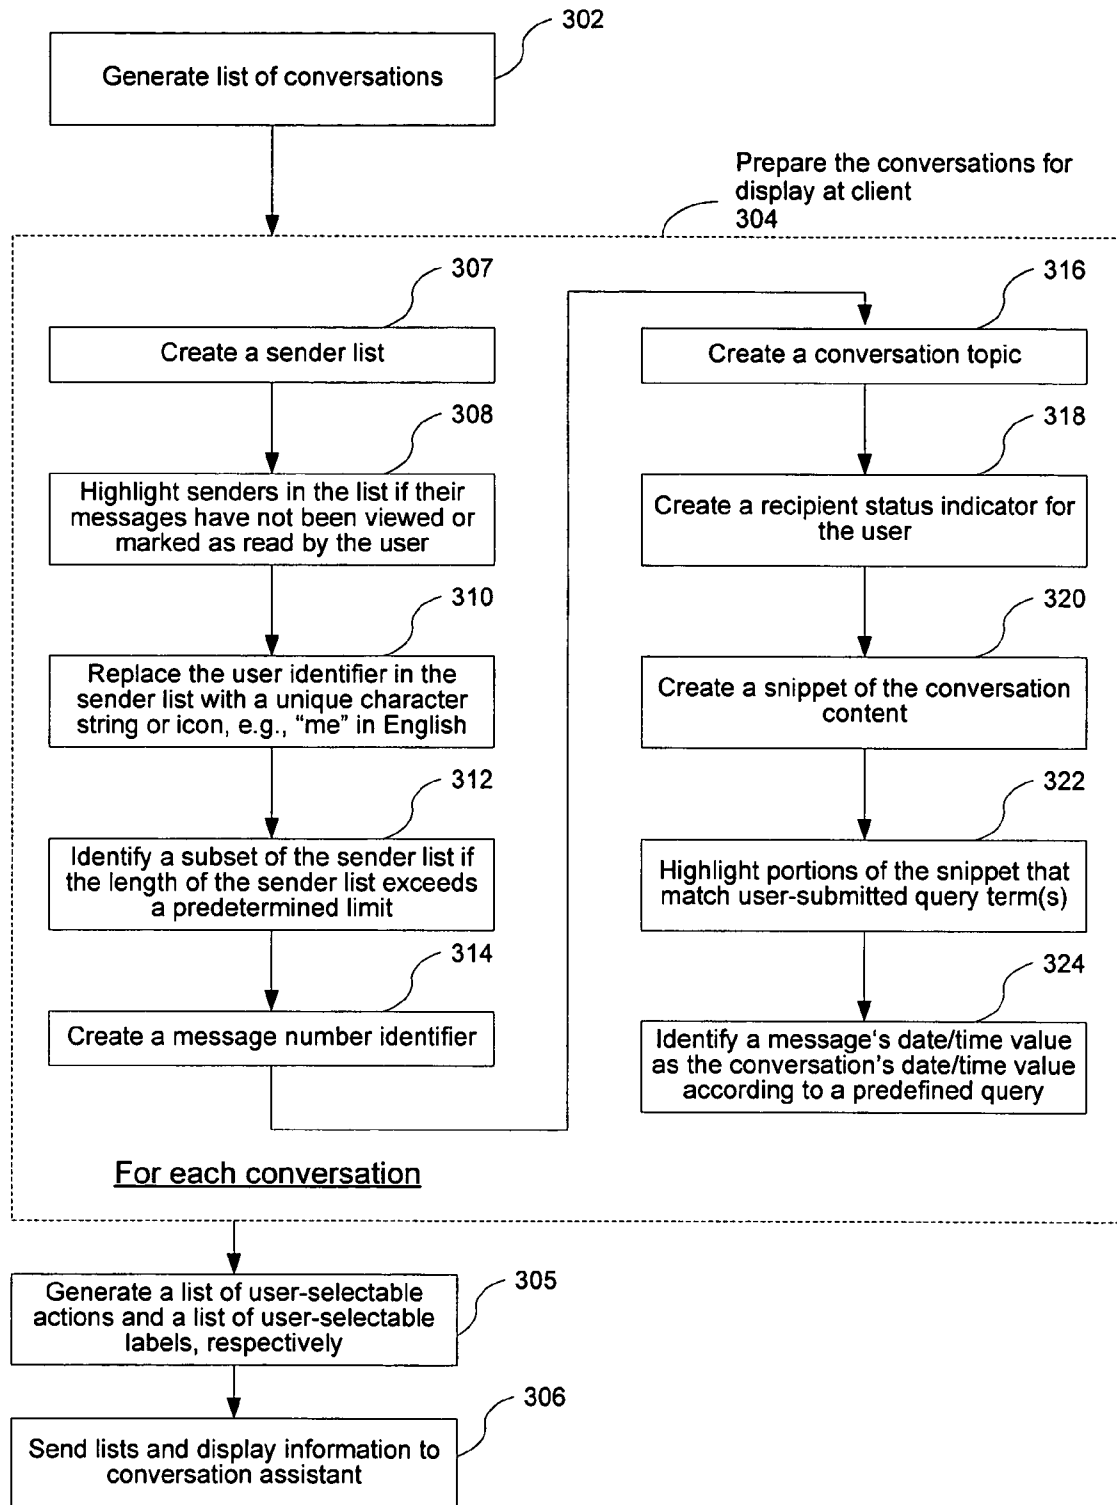 302
Generate list of conversations
Prepare the conversations for
display at client
304
307
Create a sender list
308
Highlight senders in the list if their
messages have not been viewed or
marked as read by the user
310
Replace the user identifier in the
sender list with a unique character
string or icon, e.g., “me” in English
312
Identify a subset of the sender list if
the length of the sender list exceeds
a predetermined limit
314
Create a message number identifier
316
Create a conversation topic
318
Create a recipient status indicator for
the user
320
Create a snippet of the conversation
content
322
Highlight portions of the snippet that
match user-submitted query term(s)
324
Identify a message‘s date/time value
as the conversation’s date/time value
according to a predefined query
For each conversation
305
Generate a list of user-selectable
actions and a list of user-selectable
labels, respectively
306
Send lists and display information to
conversation assistant